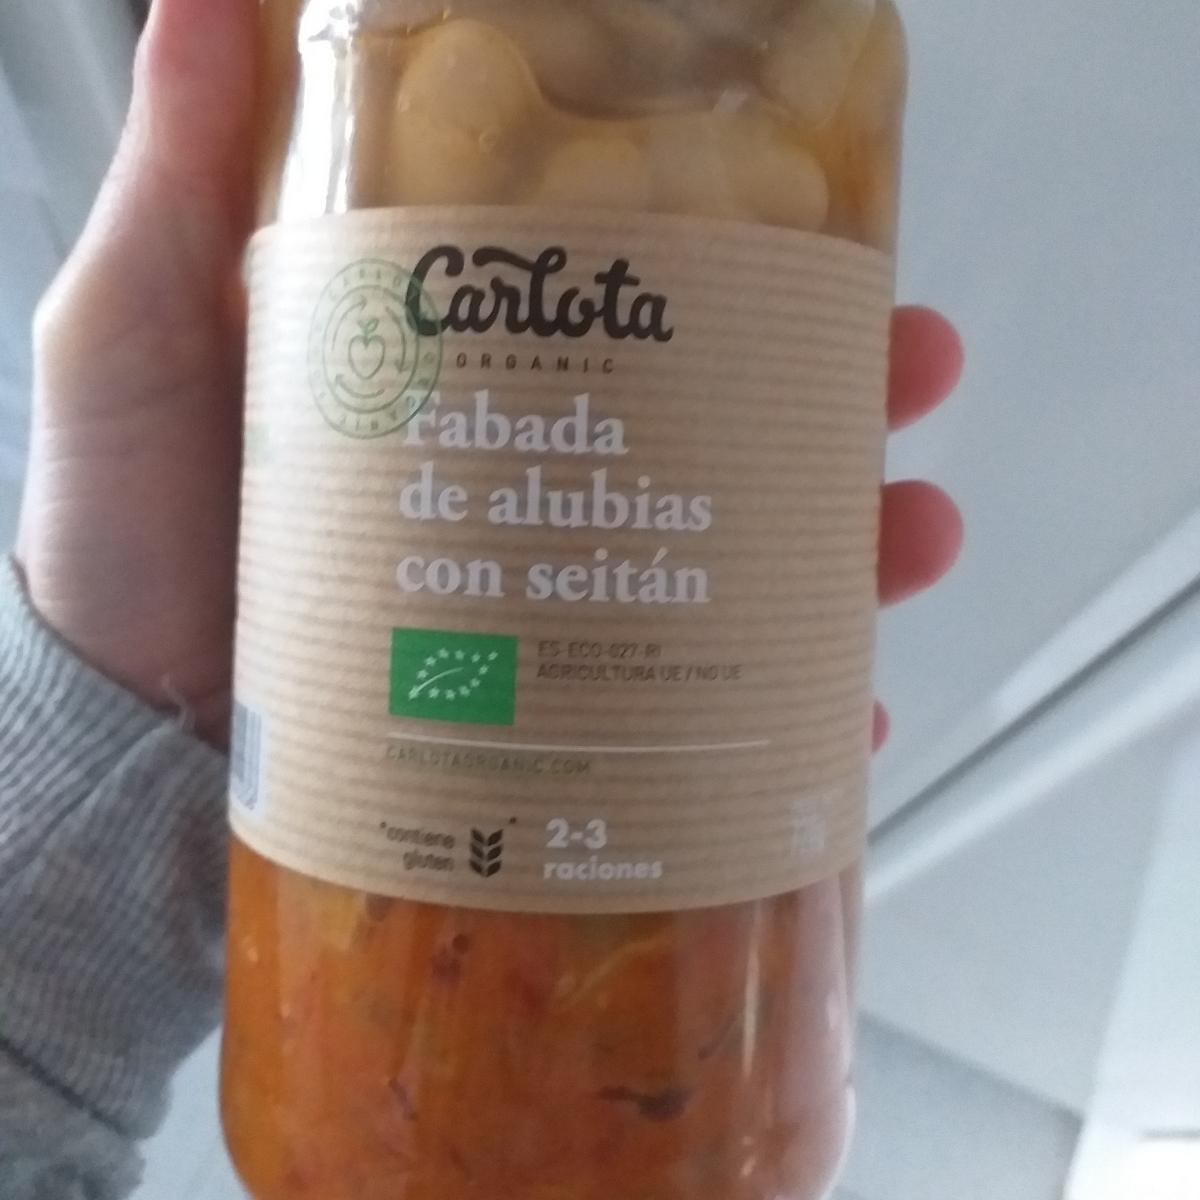 Carlota
ORGANIC
Fabada
de alubias
con seitán
ES-ECO-027-RI
AGRICULTURA UE / NO UE
CARLOTAORGANIC.COM
*contiene
gluten
*
2-3
raciones